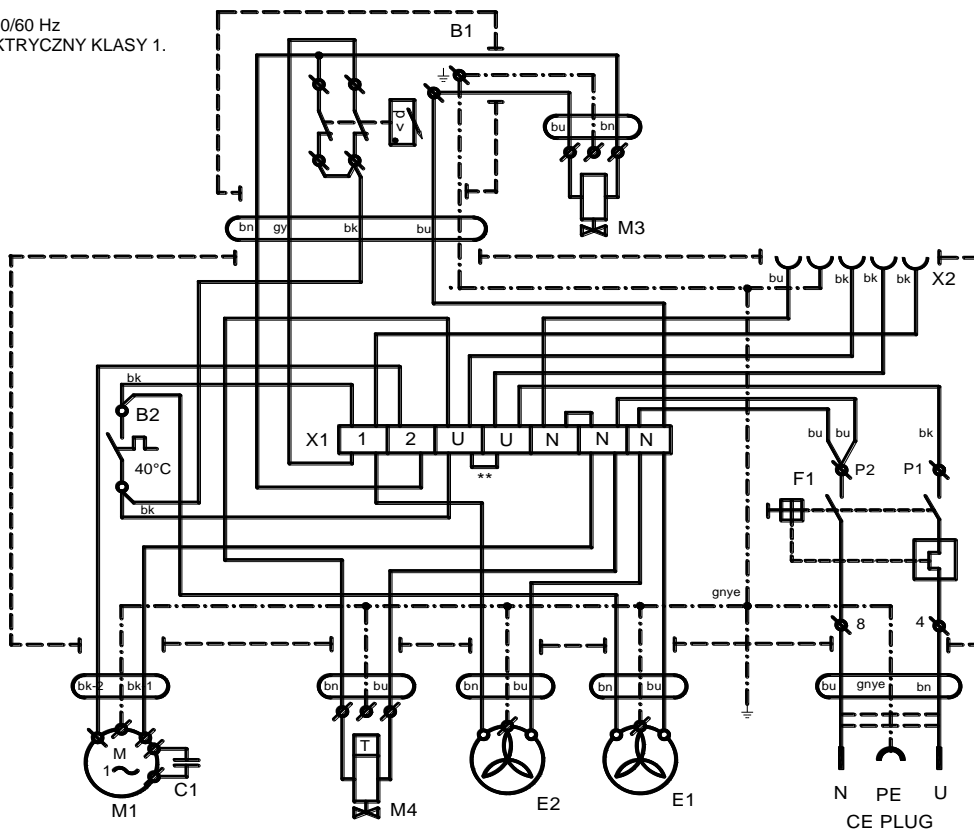 0/60 Hz
KTRYCZNY KLASY 1.
B1
p >
bu
bn
M3
bn
gy
bk
bu
bu
bk
bk
bk
X2
bk
B2
40°C
bk
X1
1
2
U
U
N
N
N
**
bu
bu
bk
F1
P2
P1
gnye
8
4
bk-2
bk-1
bn
bu
bn
bu
bn
bu
bu
gnye
bn
M
1
M1
C1
T
M4
E2
E1
N
PE
U
CE PLUG